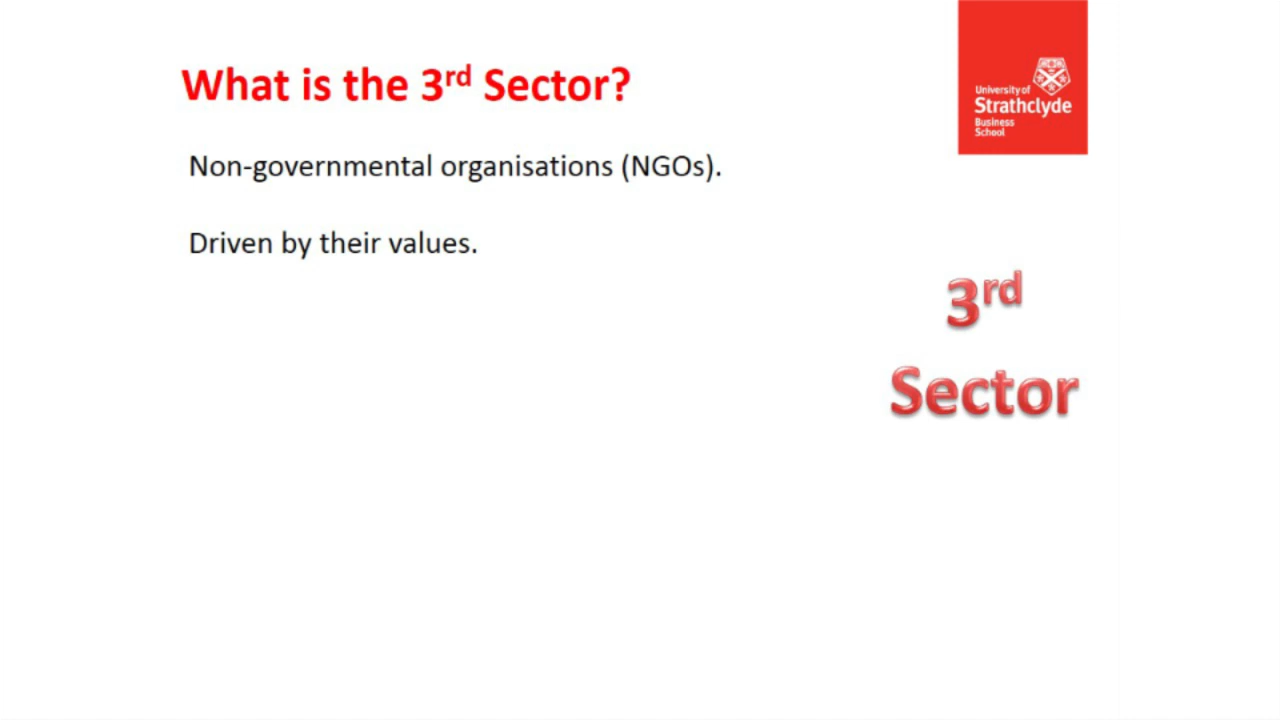 What is the 3rd Sector?
University of
Strathclyde
Business
School
Non-governmental organisations (NGOs).
Driven by their values.
3rd
Sector